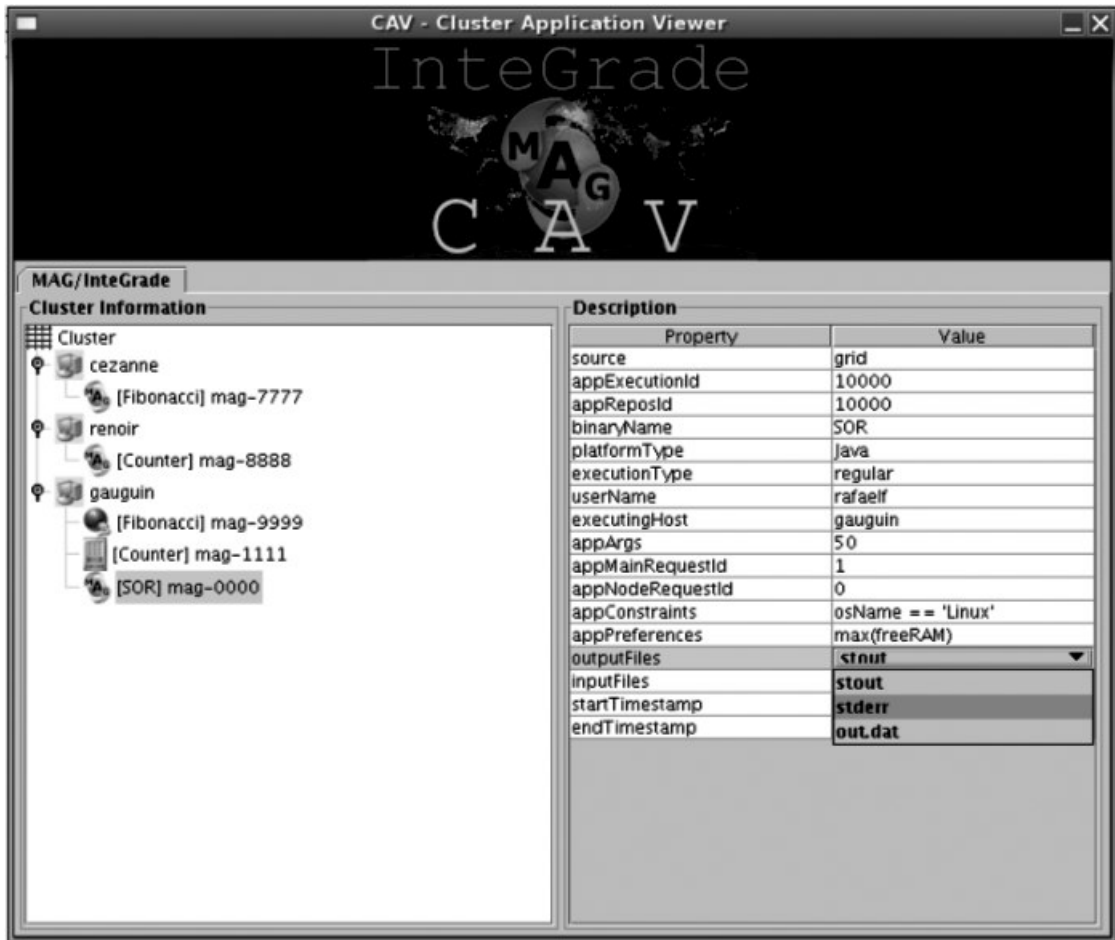 CAV - Cluster Application Viewer
InteGrade
MAG
C A V
MAG/InteGrade
Cluster Information
Description
Cluster
cezanne
[Fibonacci] mag-7777
renoir
[Counter] mag-8888
gauguin
[Fibonacci] mag-9999
[Counter] mag-1111
[SOR] mag-0000
Property Value
source grid
appExecutionId 10000
appReposId 10000
binaryName SOR
platformType Java
executionType regular
userName rafaelf
executingHost gauguin
appArgs 50
appMainRequestId 1
appNodeRequestId 0
appConstraints osName == 'Linux'
appPreferences max(freeRAM)
outputFiles stout
inputFiles stout
startTimestamp stderr
endTimestamp out.dat